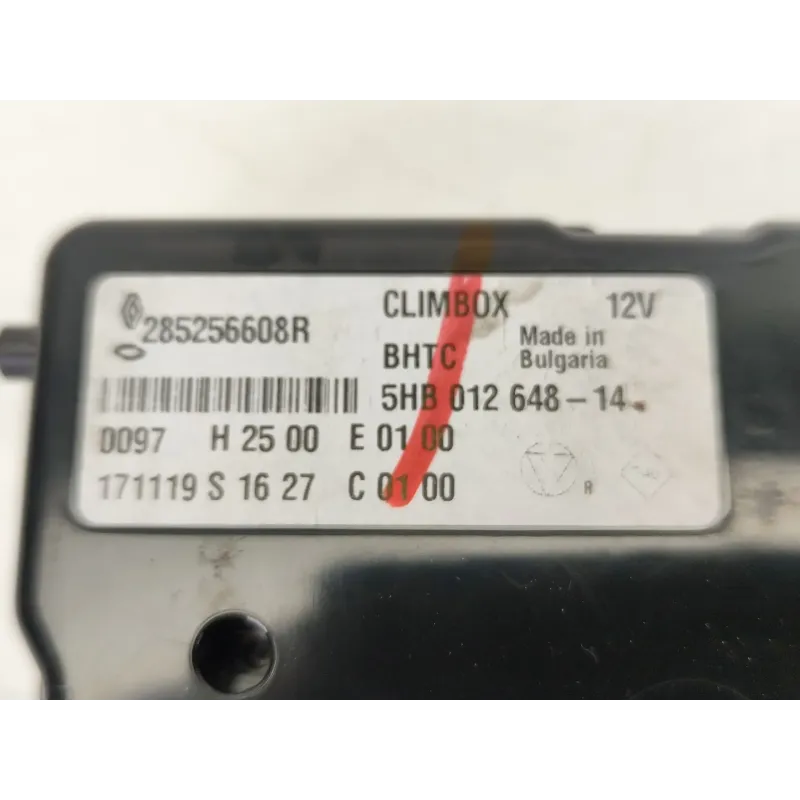 CLIMBOX 12V
285256608R
BHTC Made in Bulgaria
5HB 012 648-14
0097 H 25 00 E 01 00
171119 S 16 27 C 01 00
R